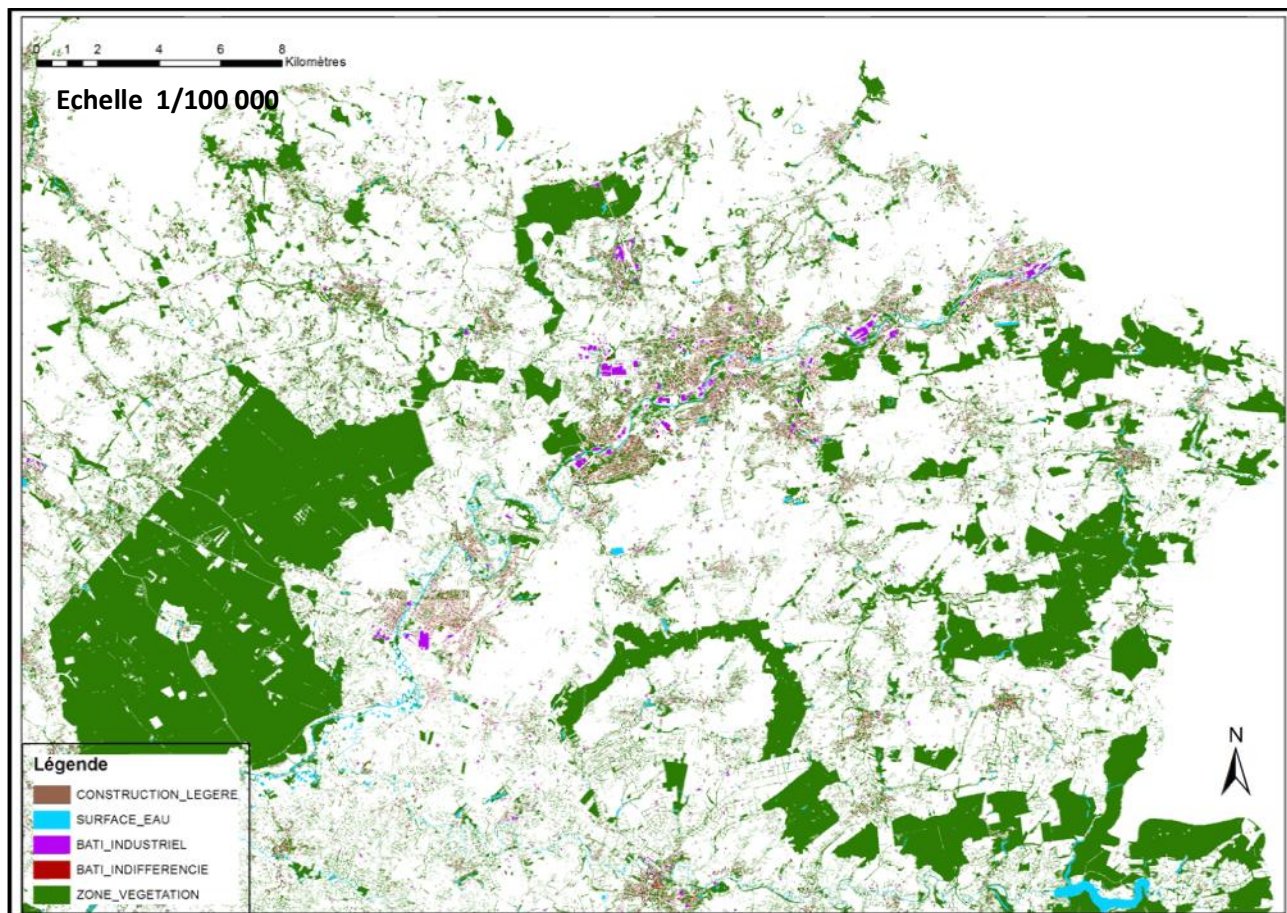 0 1 2 4 6 8
Kilomètres
Echelle 1/100 000
N
Légende
CONSTRUCTION_LEGERE
SURFACE_EAU
BATI_INDUSTRIEL
BATI_INDIFFERENCIE
ZONE_VEGETATION